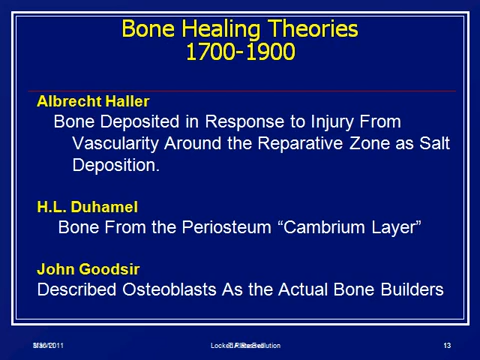 Bone Healing Theories
1700-1900
Albrecht Haller
Bone Deposited in Response to Injury From
Vascularity Around the Reparative Zone as Salt
Deposition.
H.L. Duhamel
Bone From the Periosteum “Cambrium Layer”
John Goodsir
Described Osteoblasts As the Actual Bone Builders
13